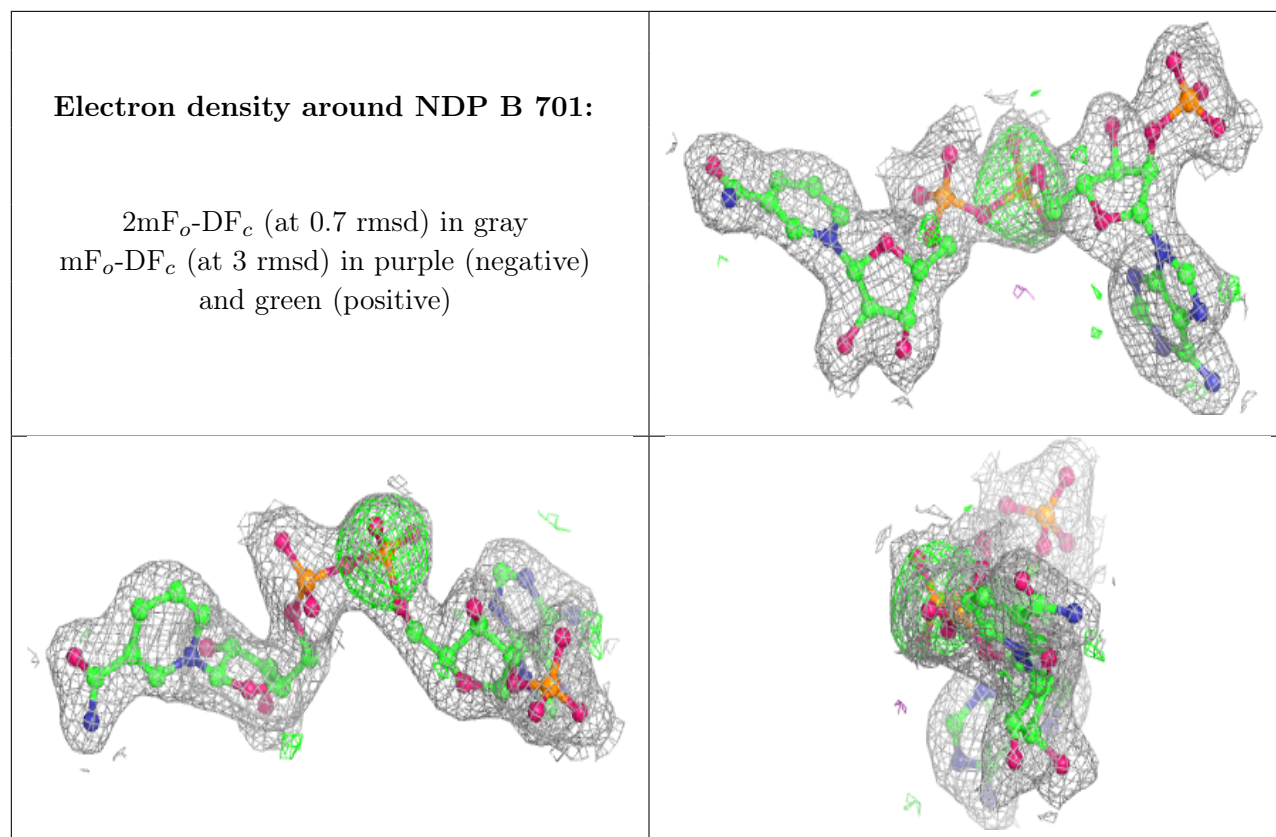 Electron density around NDP B 701:
2mFo-DFc (at 0.7 rmsd) in gray
mFo-DFc (at 3 rmsd) in purple (negative)
and green (positive)